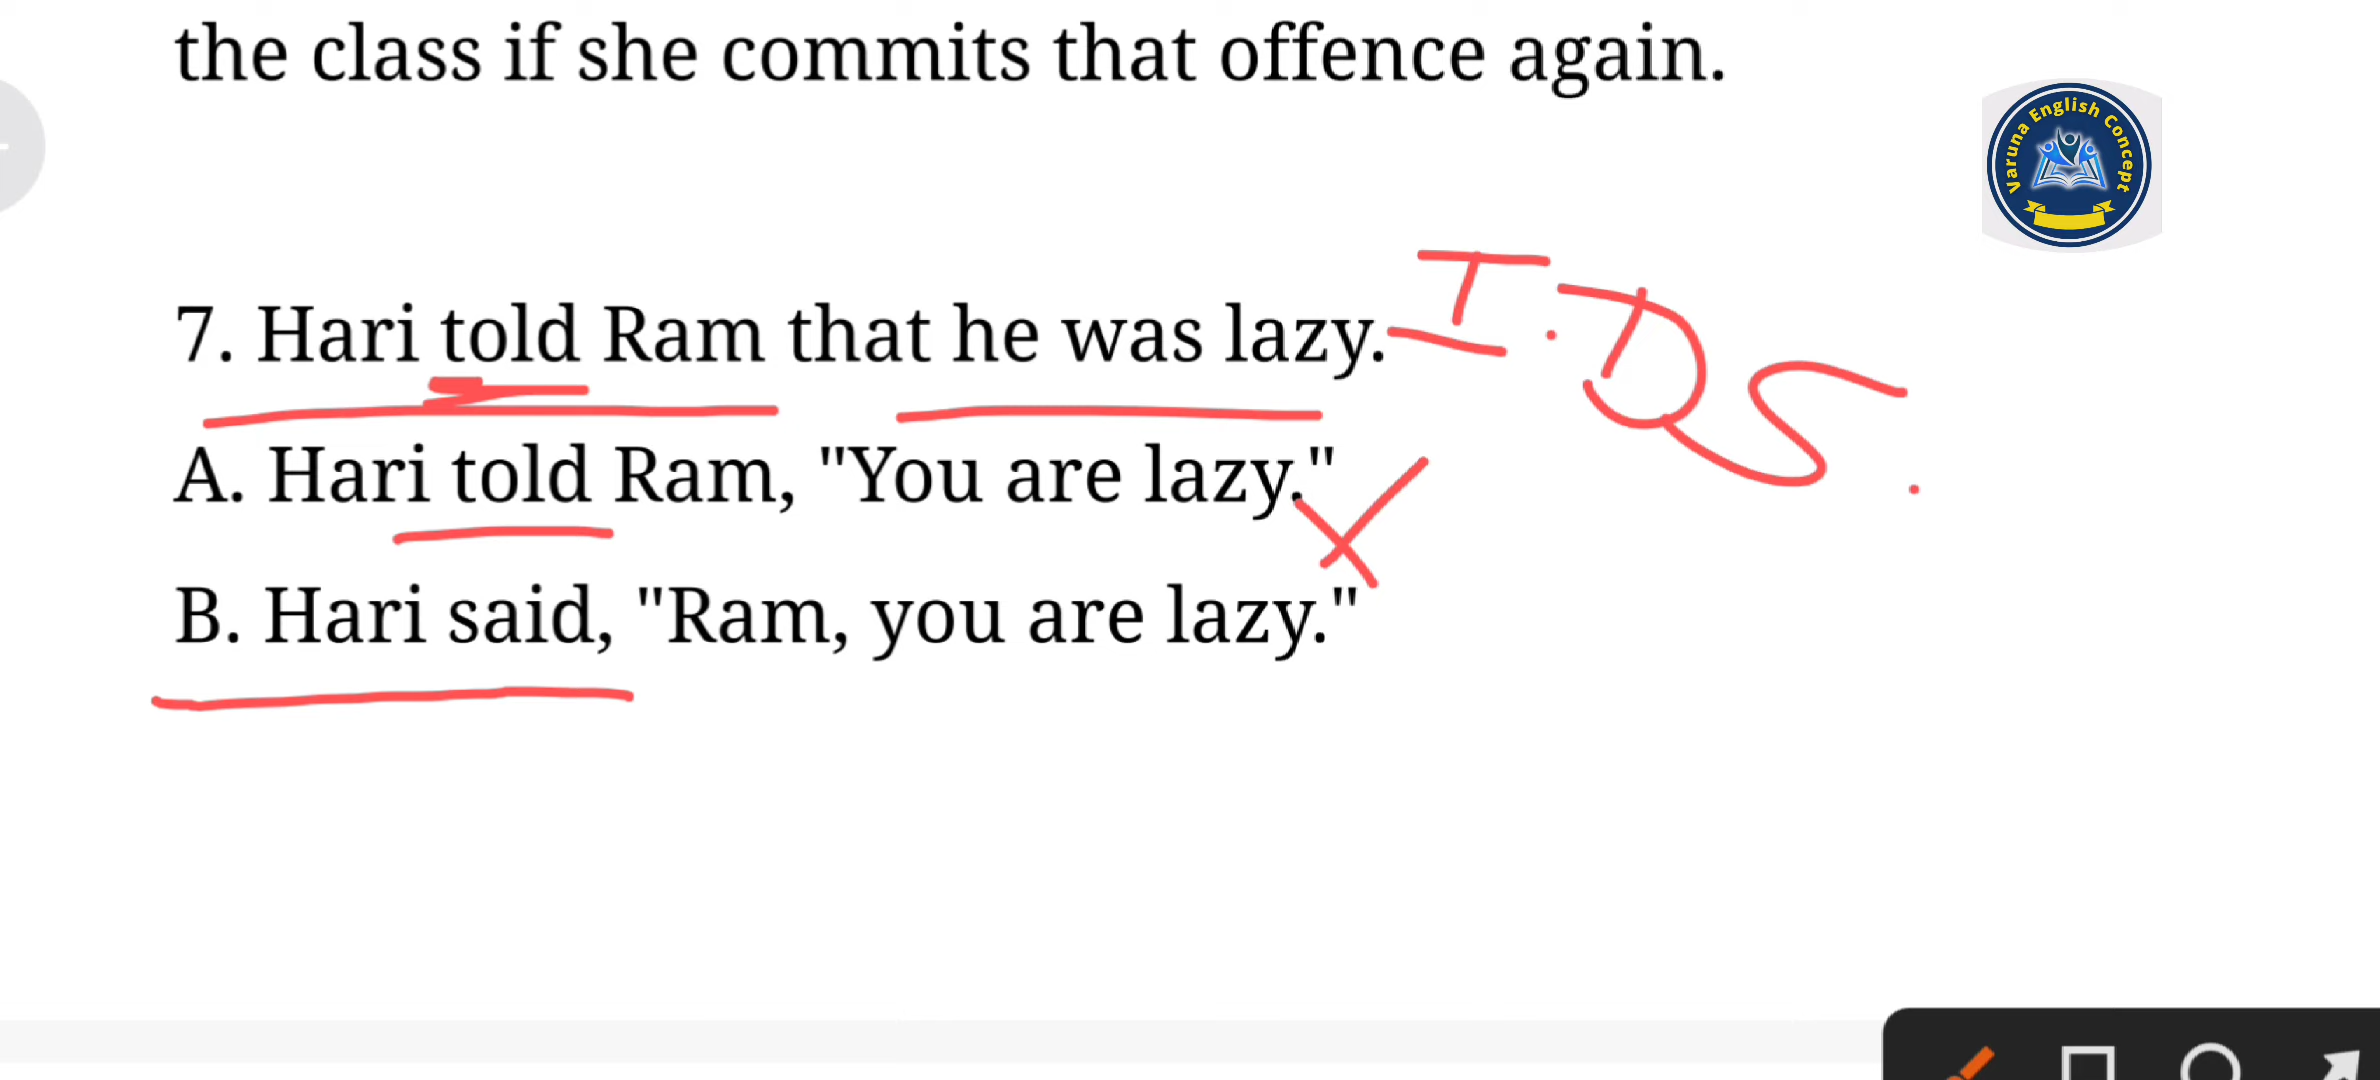 the class if she commits that offence again.
Varuna English Concept
7. Hari told Ram that he was lazy. I.DS.
A. Hari told Ram, "You are lazy."
B. Hari said, "Ram, you are lazy."